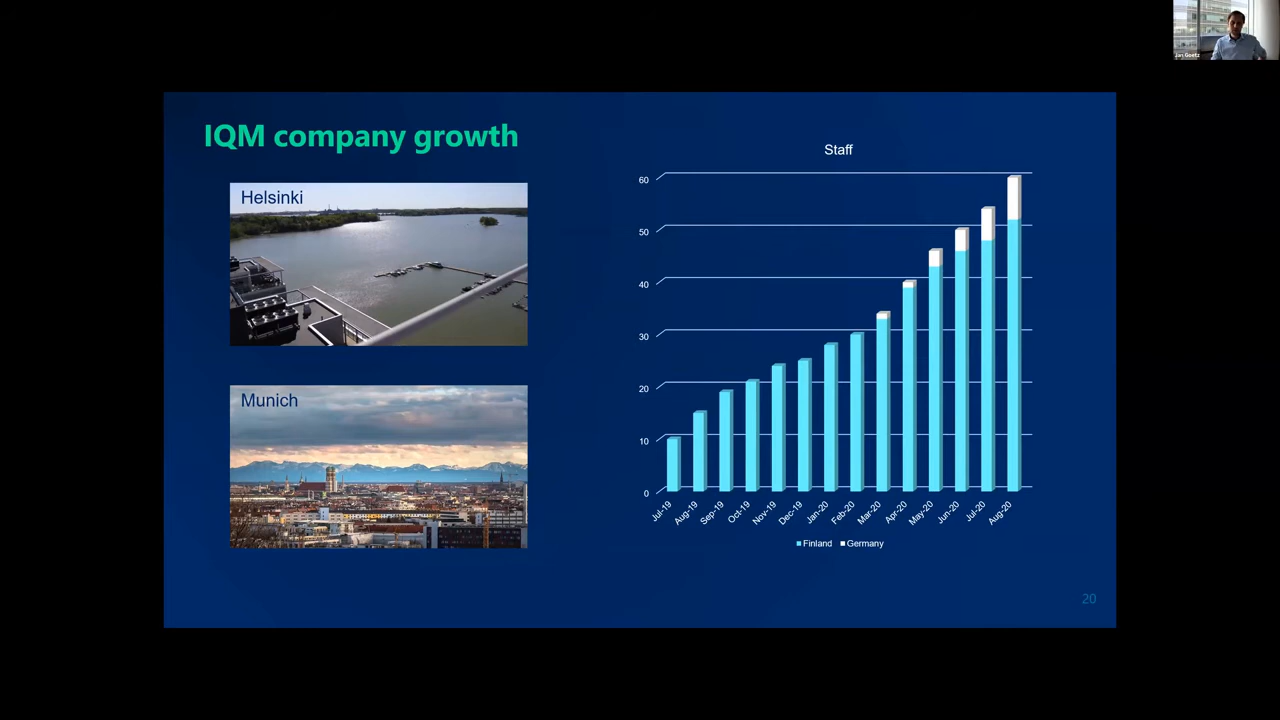 Jan Goetz
IQM company growth
Helsinki
Munich
Staff
60
50
40
30
20
10
0
Jul-19
Aug-19
Sep-19
Oct-19
Nov-19
Dec-19
Jan-20
Feb-20
Mar-20
Apr-20
May-20
Jun-20
Jul-20
Aug-20
Finland Germany
20